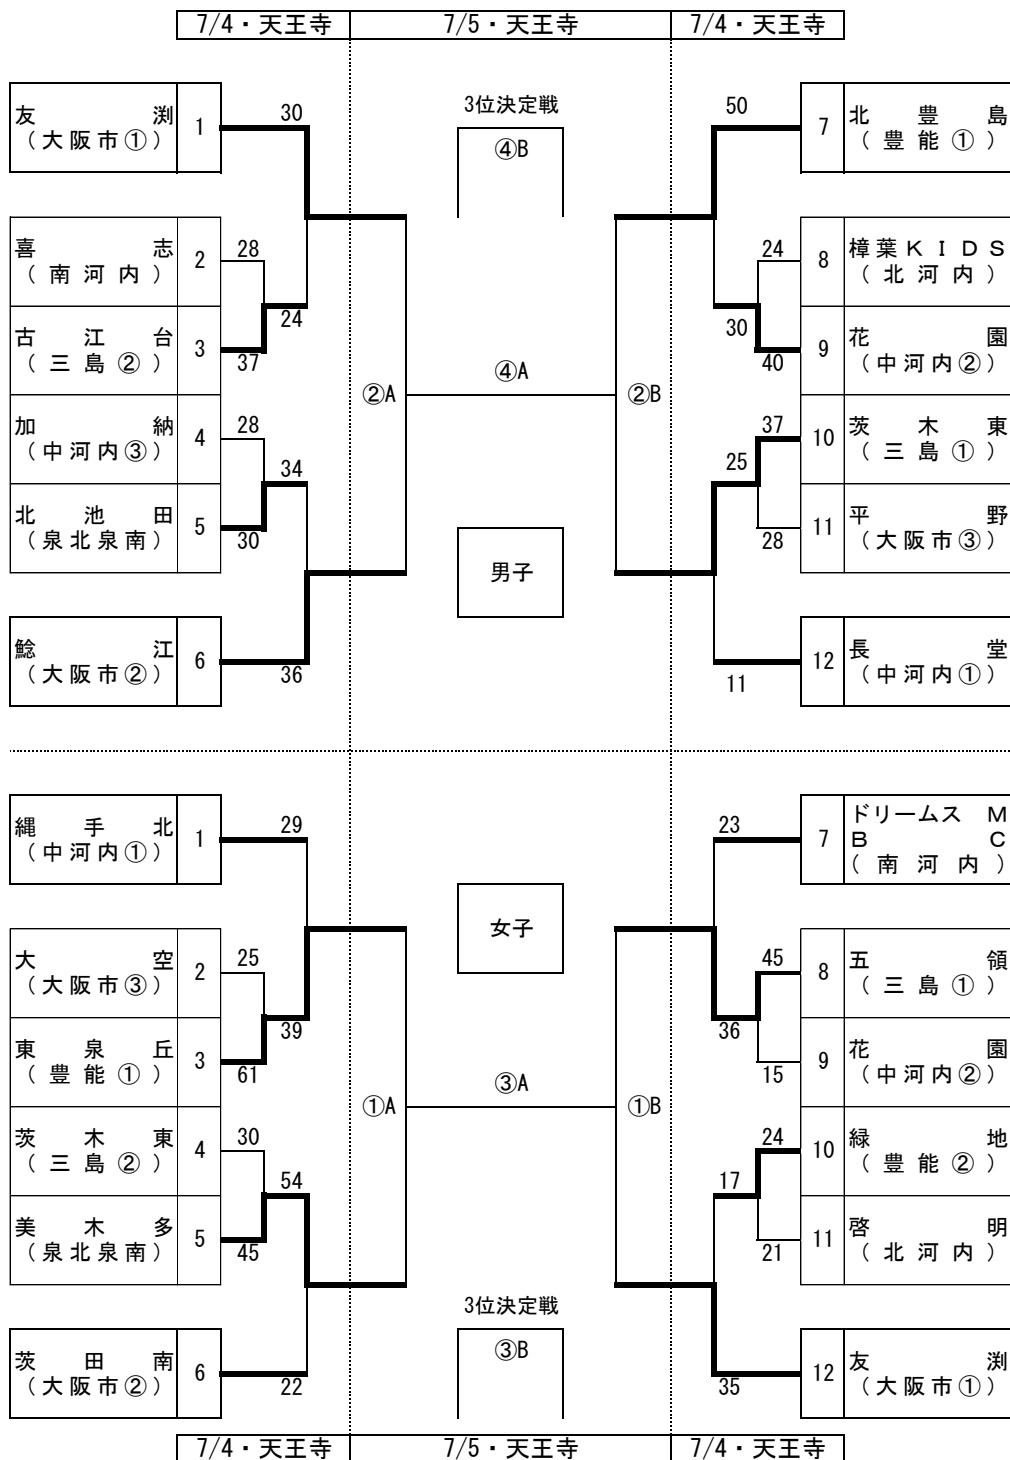 7/4・天王寺 7/5・天王寺 7/4・天王寺
友渕 1 30
(大阪市①)
3位決定戦
④B
50 7 北豊島
(豊能①)
喜志 2 28
(南河内)
24
古江台 3 37
(三島②)
加納 4 28
(中河内③)
34
北池田 5 30
(泉北泉南)
鯰江 6 36
(大阪市②)
②A
④A
②B
男子
24 8 樟葉KIDS
(北河内)
30
40 9 花園
(中河内②)
37 10 茨木東
(三島①)
25
28 11 平野
(大阪市③)
11 12 長堂
(中河内①)
縄手北 1 29
(中河内①)
女子
23 7 ドリームス M
B C
(南河内)
大空 2 25
(大阪市③)
39
東泉丘 3 61
(豊能①)
茨木東 4 30
(三島②)
54
美木多 5 45
(泉北泉南)
茨田南 6 22
(大阪市②)
①A
③A
①B
45 8 五領
(三島①)
36
15 9 花園
(中河内②)
24 10 緑地
(豊能②)
17
21 11 啓明
(北河内)
3位決定戦
③B
35 12 友渕
(大阪市①)
7/4・天王寺 7/5・天王寺 7/4・天王寺